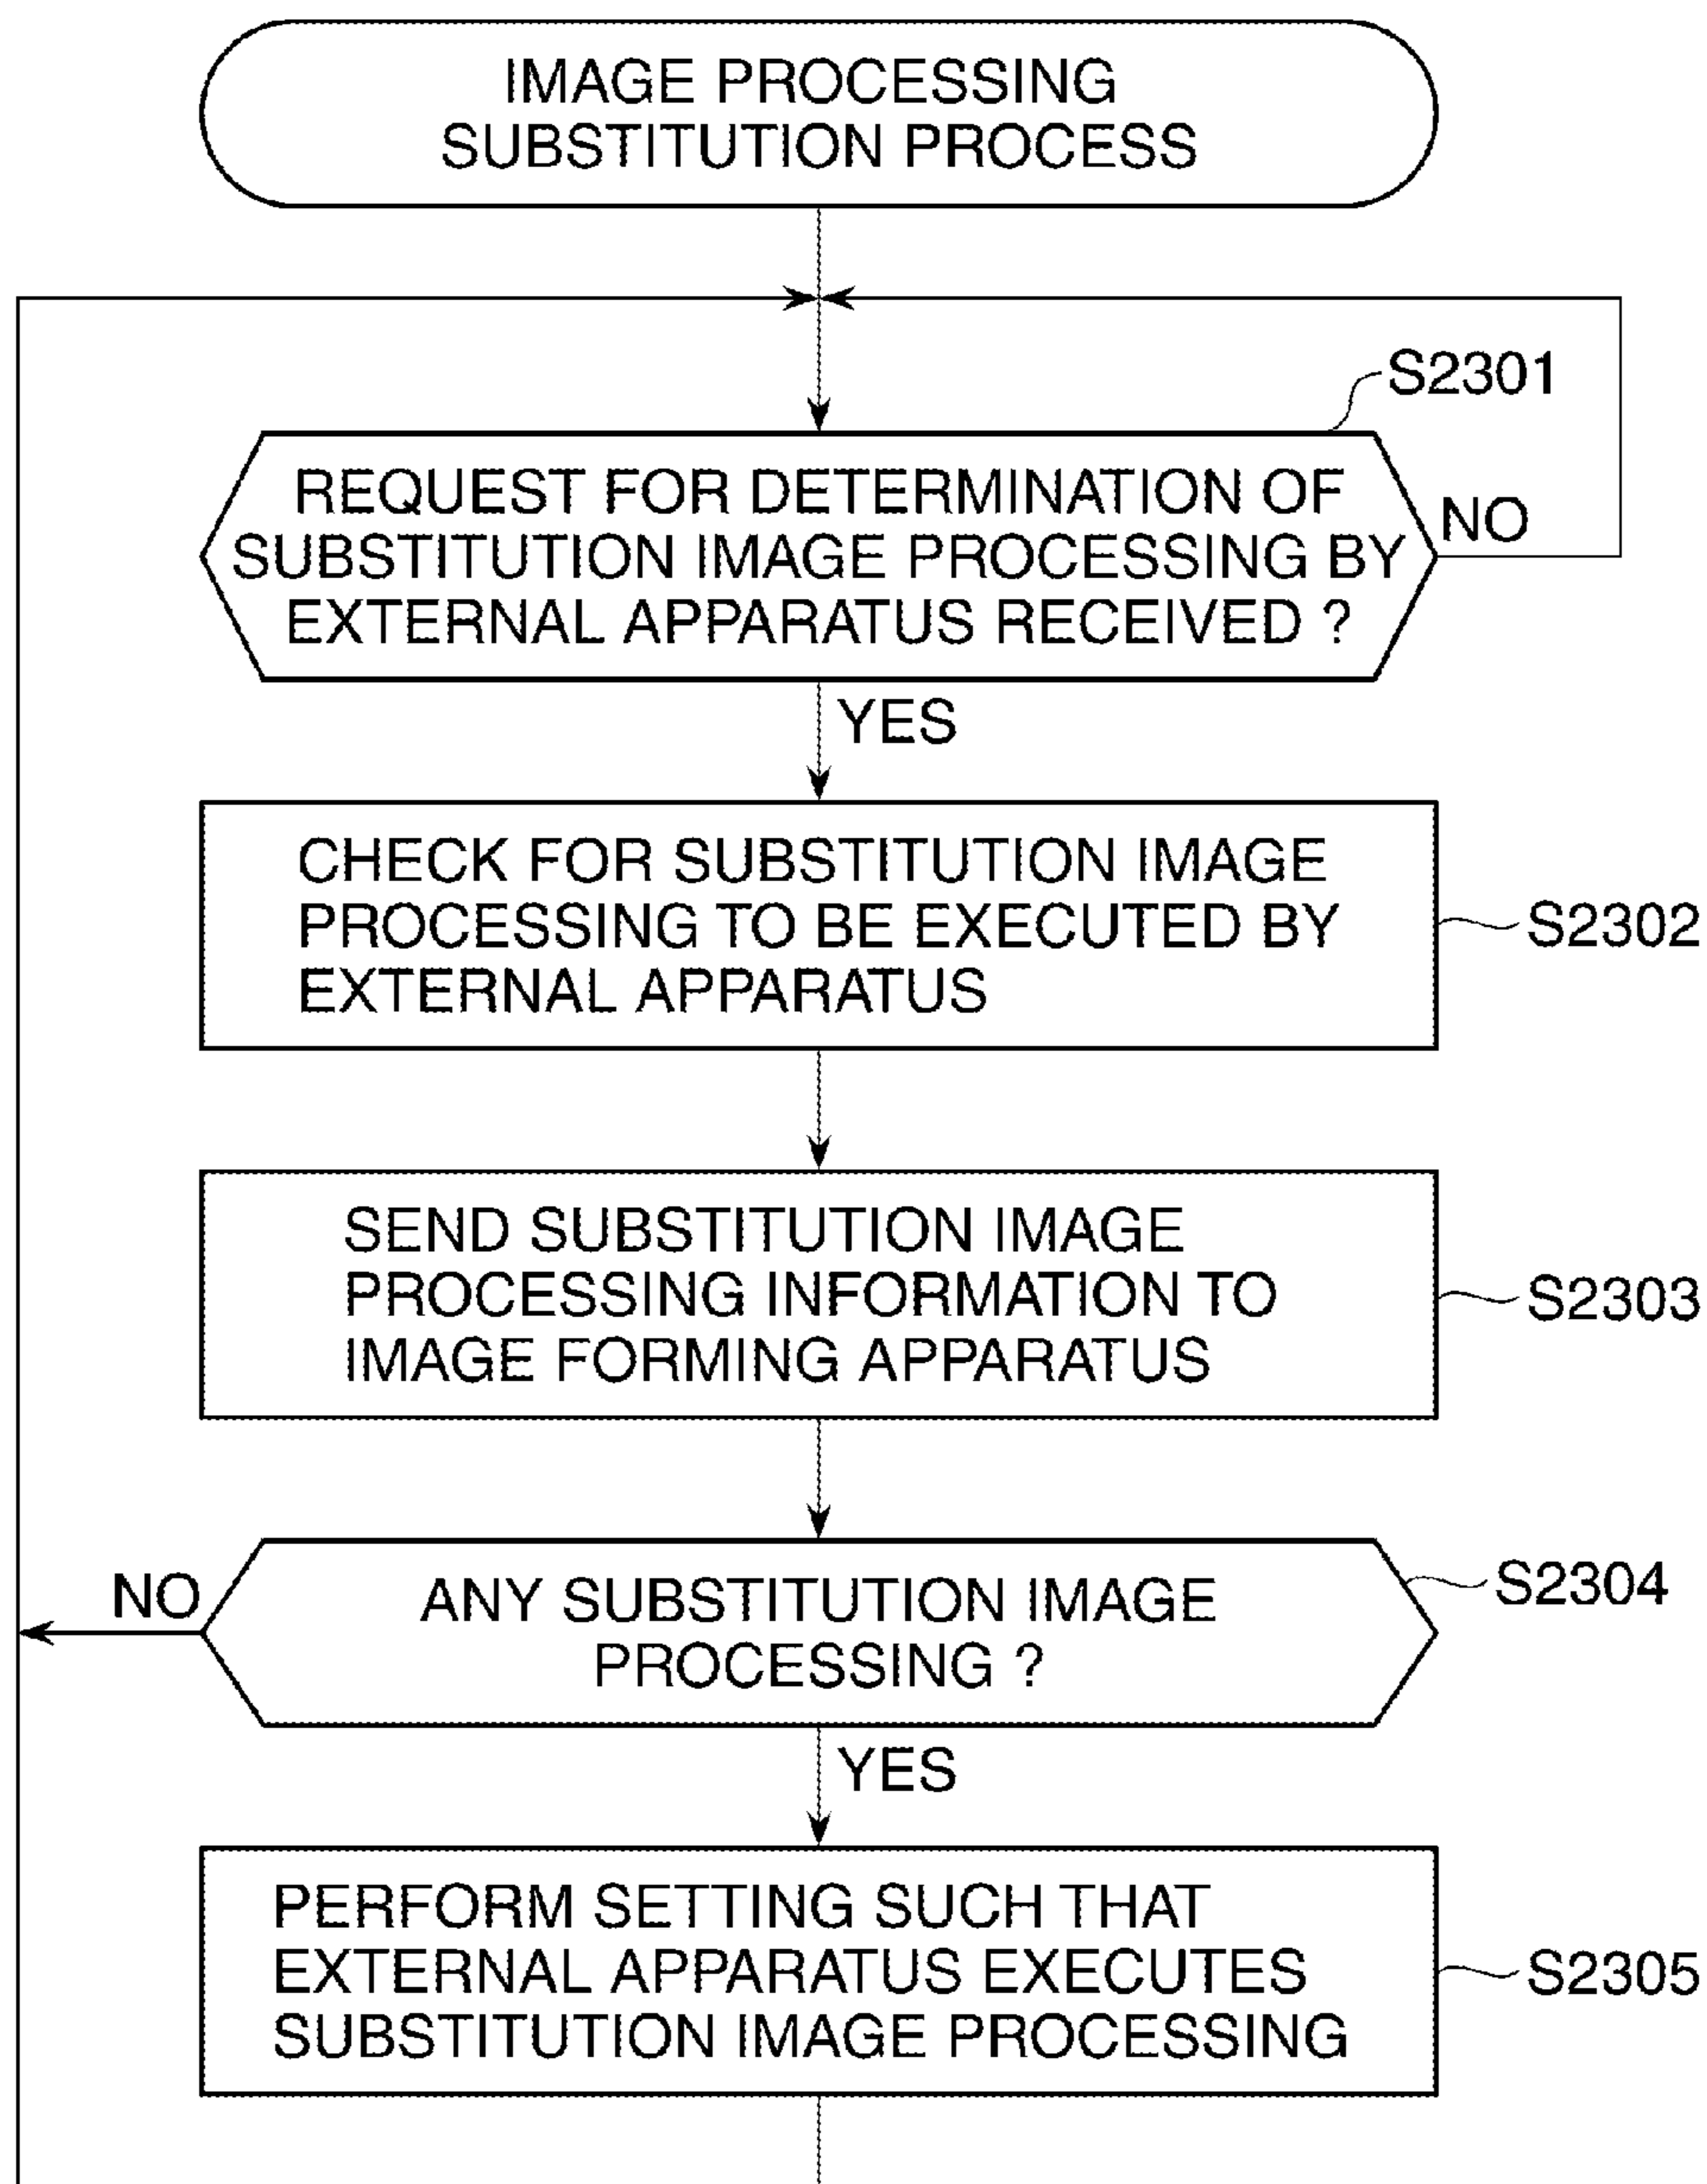 IMAGE PROCESSING
SUBSTITUTION PROCESS
S2301
REQUEST FOR DETERMINATION OF
SUBSTITUTION IMAGE PROCESSING BY
EXTERNAL APPARATUS RECEIVED ?
NO
YES
CHECK FOR SUBSTITUTION IMAGE
PROCESSING TO BE EXECUTED BY
EXTERNAL APPARATUS
S2302
SEND SUBSTITUTION IMAGE
PROCESSING INFORMATION TO
IMAGE FORMING APPARATUS
S2303
NO
ANY SUBSTITUTION IMAGE
PROCESSING ?
S2304
YES
PERFORM SETTING SUCH THAT
EXTERNAL APPARATUS EXECUTES
SUBSTITUTION IMAGE PROCESSING
S2305